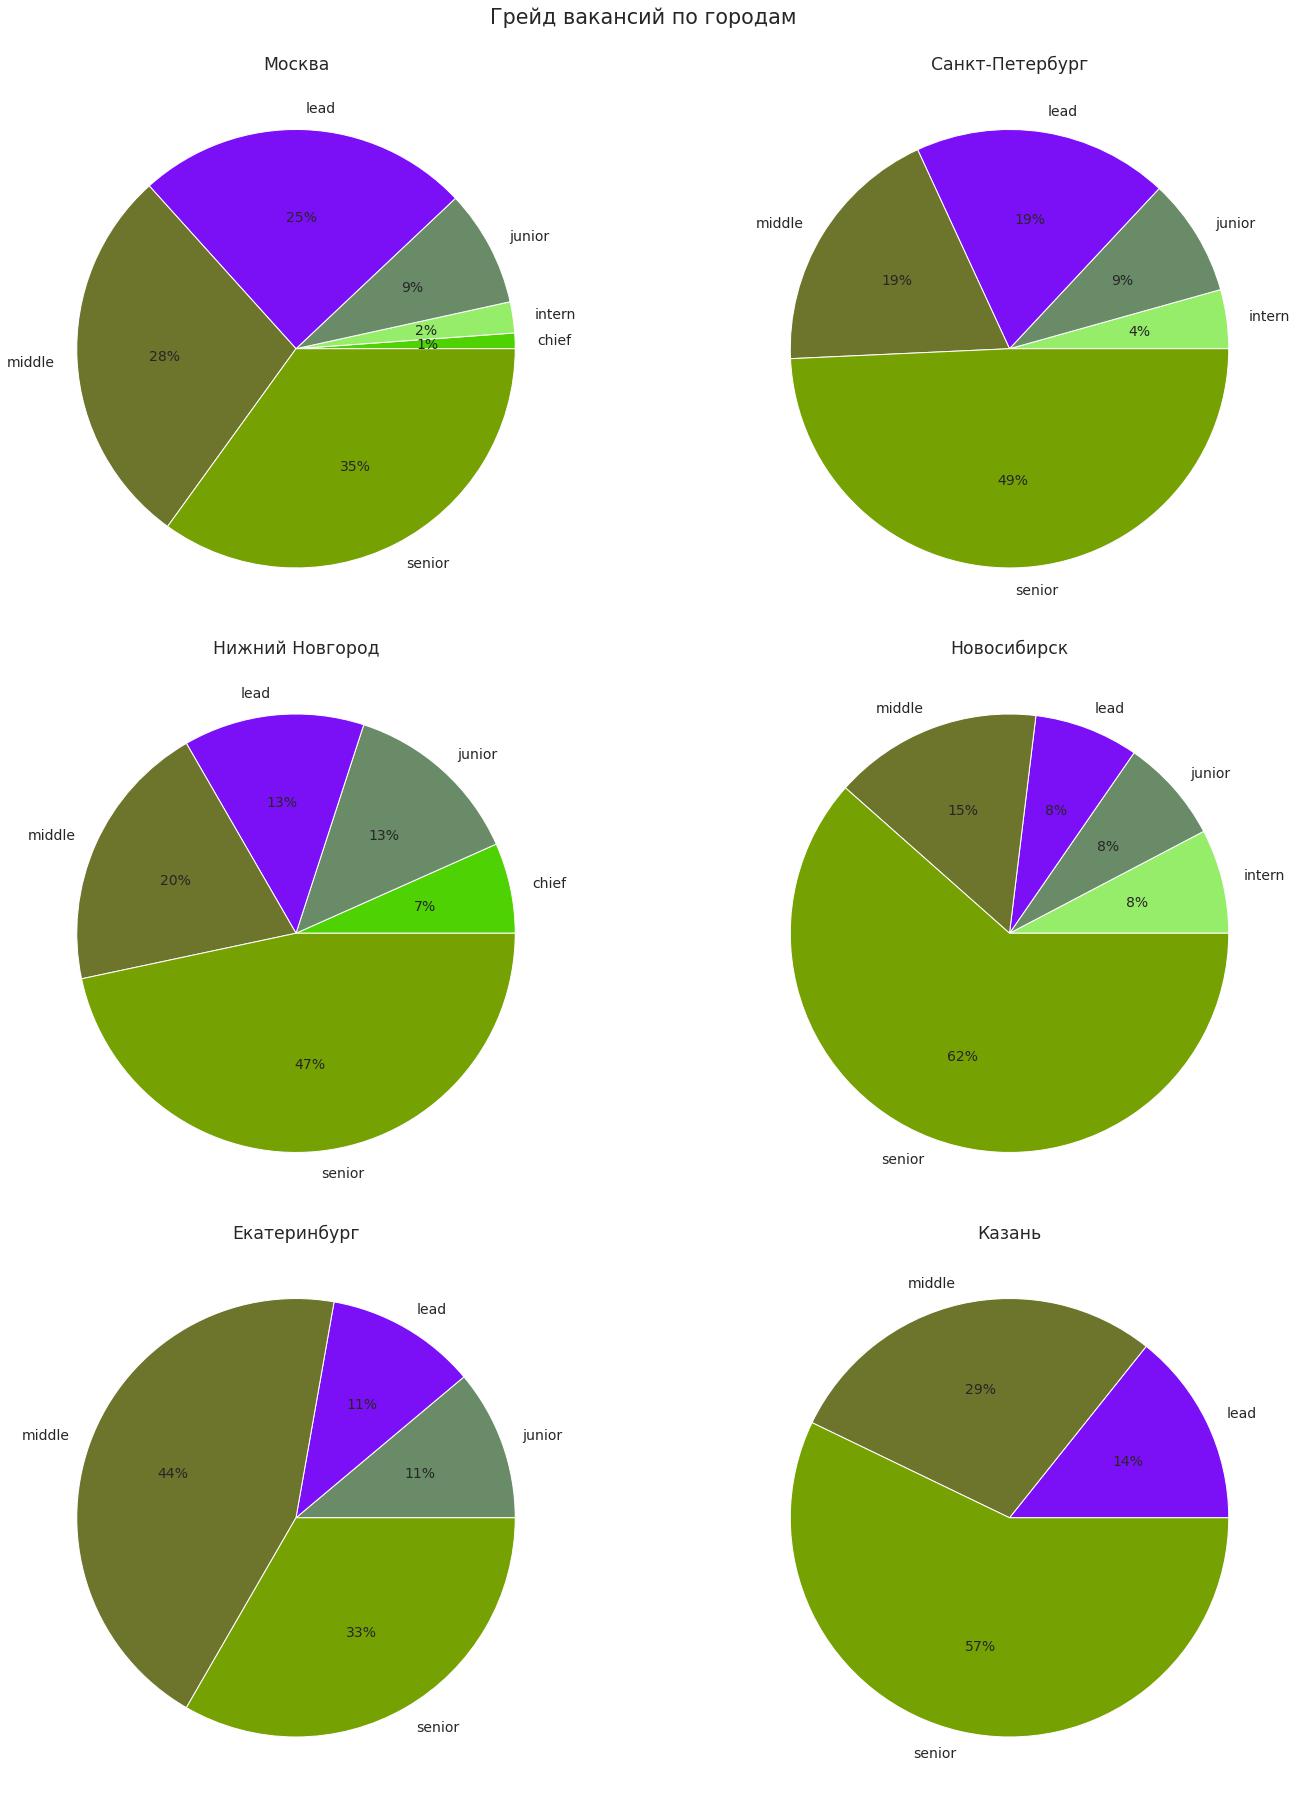 Грейд вакансий по городам
Москва
lead
25%
junior
9%
intern
2%
chief
1%
middle
28%
35%
senior
Санкт-Петербург
lead
19%
middle
19%
junior
9%
intern
4%
49%
senior
Нижний Новгород
lead
13%
junior
13%
middle
20%
chief
7%
47%
senior
Новосибирск
middle
15%
lead
8%
junior
8%
intern
8%
62%
senior
Екатеринбург
lead
11%
middle
44%
junior
11%
33%
senior
Казань
middle
29%
lead
14%
57%
senior